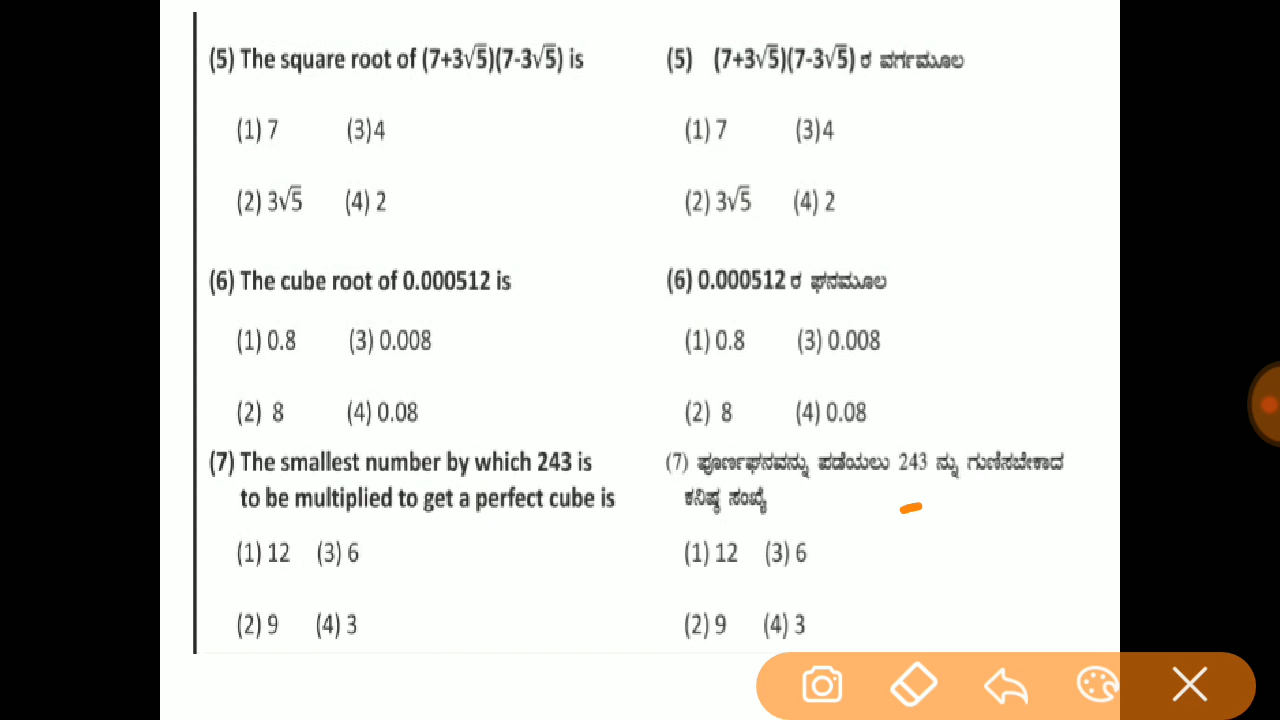 (5) The square root of (7+3√5)(7-3√5) is
(1) 7 (3)4
(2) 3√5 (4) 2
(6) The cube root of 0.000512 is
(1) 0.8 (3) 0.008
(2) 8 (4) 0.08
(7) The smallest number by which 243 is
to be multiplied to get a perfect cube is
(1) 12 (3) 6
(2) 9 (4) 3
(5) (7+3√5)(7-3√5) ರ ವರ್ಗಮೂಲ
(1) 7 (3)4
(2) 3√5 (4) 2
(6) 0.000512 ರ ಘನಮೂಲ
(1) 0.8 (3) 0.008
(2) 8 (4) 0.08
(7) ಪೂರ್ಣಘನವನ್ನು ಪಡೆಯಲು 243 ನ್ನು ಗುಣಿಸಬೇಕಾದ
ಕನಿಷ್ಠ ಸಂಖ್ಯೆ
(1) 12 (3) 6
(2) 9 (4) 3